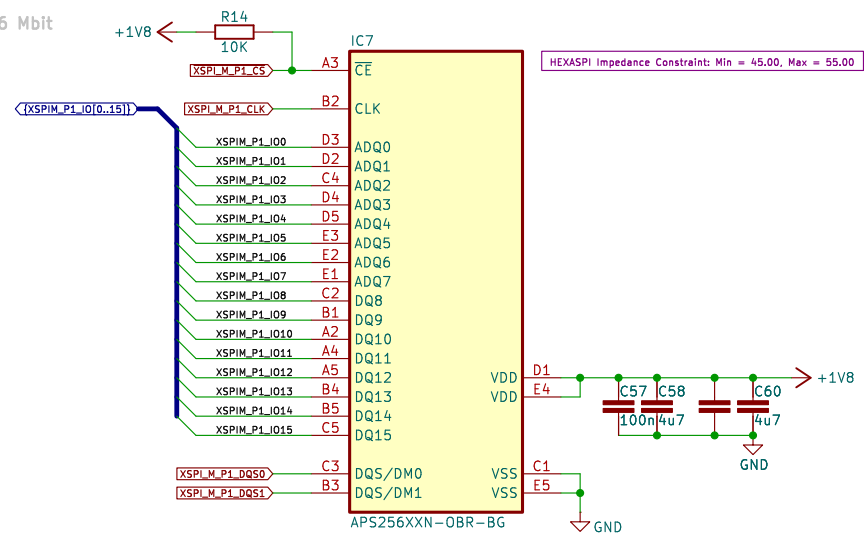 6 Mbit
R14
+1V8
10K
IC7
HEXASPI Impedance Constraint: Min = 45.00, Max = 55.00
XSPI_M_P1_CS A3 CE
{XSPIM_P1_IO[0..15]}
XSPI_M_P1_CLK B2 CLK
XSPIM_P1_IO0 D3 ADQ0
XSPIM_P1_IO1 D2 ADQ1
XSPIM_P1_IO2 C4 ADQ2
XSPIM_P1_IO3 D4 ADQ3
XSPIM_P1_IO4 D5 ADQ4
XSPIM_P1_IO5 E3 ADQ5
XSPIM_P1_IO6 E2 ADQ6
XSPIM_P1_IO7 E1 ADQ7
XSPIM_P1_IO8 C2 DQ8
XSPIM_P1_IO9 B1 DQ9
XSPIM_P1_IO10 A2 DQ10
XSPIM_P1_IO11 A4 DQ11
XSPIM_P1_IO12 A5 DQ12
XSPIM_P1_IO13 B4 DQ13
XSPIM_P1_IO14 B5 DQ14
XSPIM_P1_IO15 C5 DQ15
VDD D1
VDD E4
+1V8
C57 C58 C60
100n 4u7 4u7
GND
XSPI_M_P1_DQS0 C3 DQS/DM0
XSPI_M_P1_DQS1 B3 DQS/DM1
VSS C1
VSS E5
GND
APS256XXN-OBR-BG